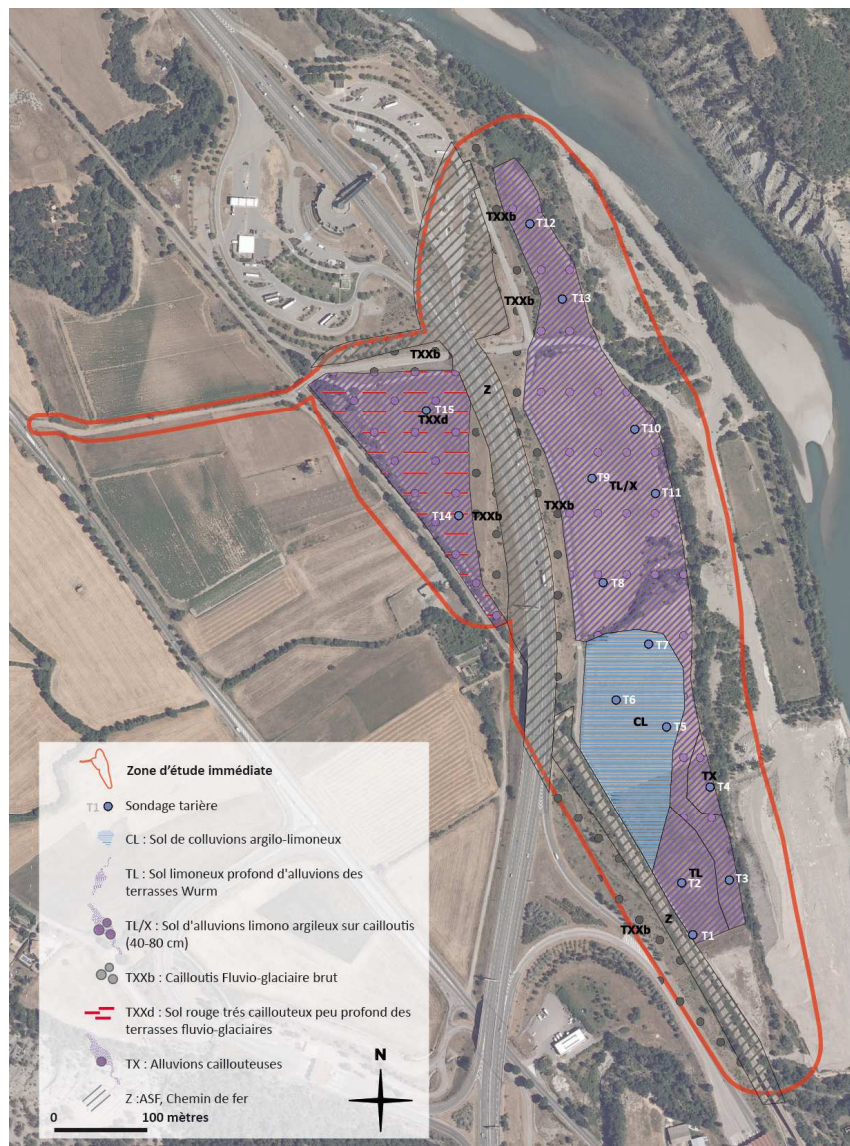 TXXb
T12
TXXb
T13
TXXb
Z
T15
TXXd
T10
T9
TL/X
T11
T14
TXXb
TXXb
T8
T7
T6
CL
T5
TX
T4
TL
T2
T3
Z
TXXb
T1
Zone d'étude immédiate
T1 Sondage tarière
CL : Sol de colluvions argilo-limoneux
TL : Sol limoneux profond d'alluvions des
terrasses Wurm
TL/X : Sol d'alluvions limono argileux sur cailloutis
(40-80 cm)
TXXb : Cailloutis Fluvio-glaciaire brut
TXXd : Sol rouge trés caillouteux peu profond des
terrasses fluvio-glaciaires
TX : Alluvions caillouteuses
Z :ASF, Chemin de fer
N
0 100 mètres